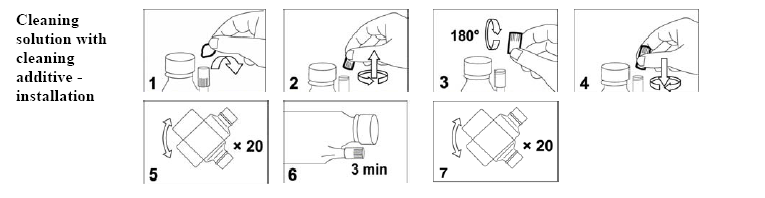 Cleaning
solution with
cleaning
additive -
installation
1
2
180°
3
4
× 20
5
3 min
6
× 20
7